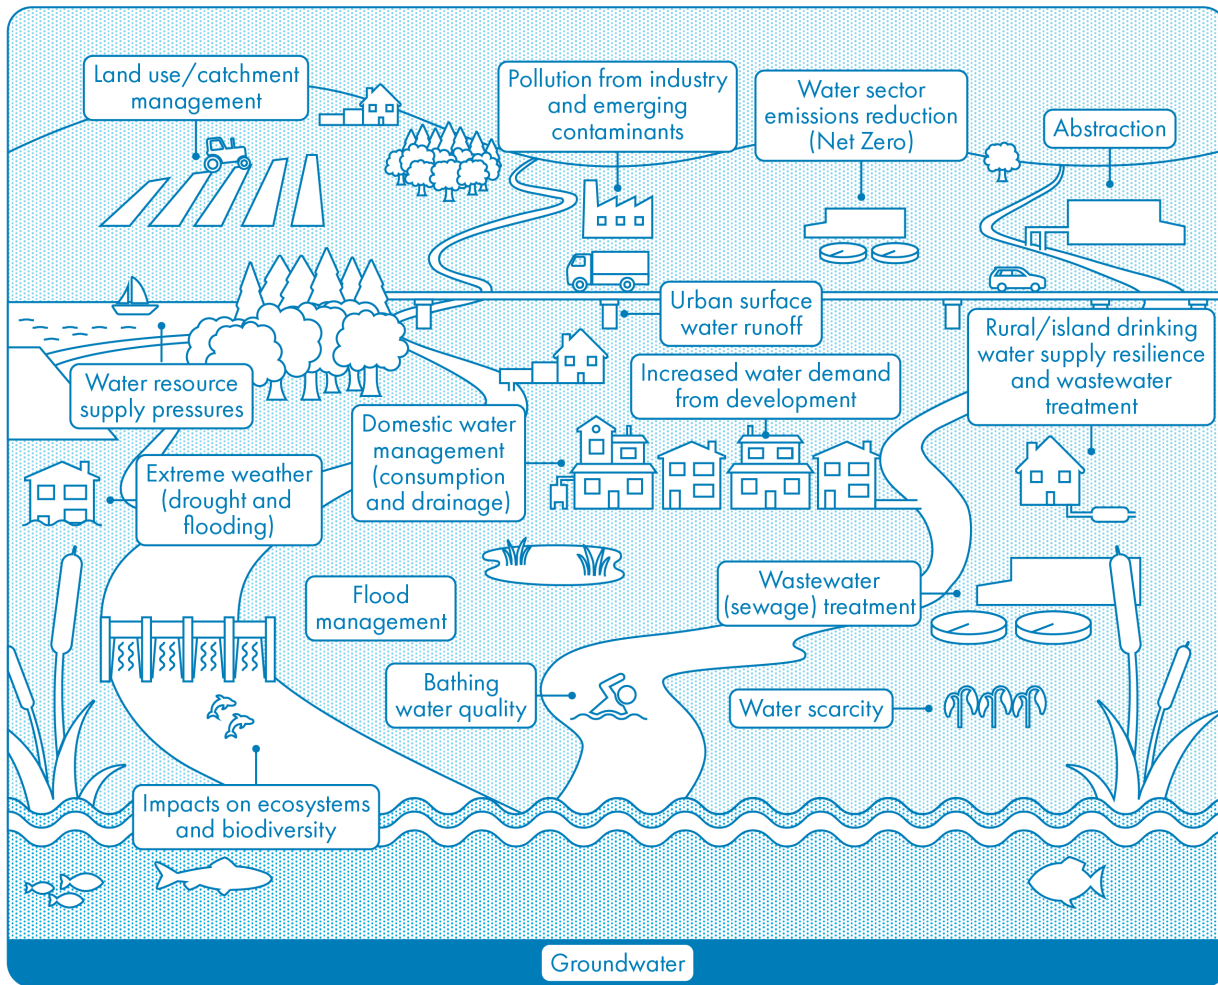 Land use/catchment
management
Pollution from industry
and emerging
contaminants
Water sector
emissions reduction
(Net Zero)
Abstraction
Urban surface
water runoff
Rural/island drinking
water supply resilience
and wastewater
treatment
Water resource
supply pressures
Increased water demand
from development
Domestic water
management
(consumption
and drainage)
Extreme weather
(drought and
flooding)
Flood
management
Wastewater
(sewage) treatment
Bathing
water quality
Water scarcity
Impacts on ecosystems
and biodiversity
Groundwater